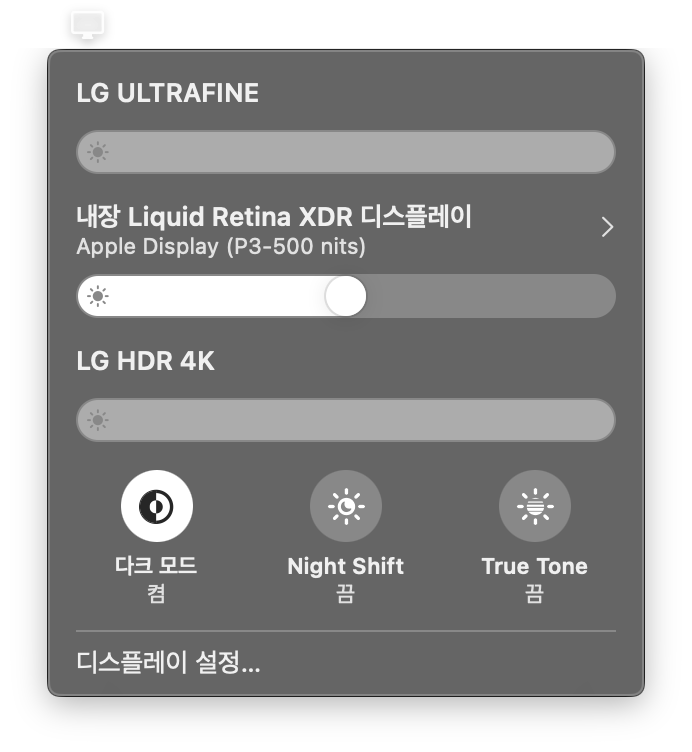 LG ULTRAFINE
내장 Liquid Retina XDR 디스플레이
Apple Display (P3-500 nits)
LG HDR 4K
다크 모드
켬
Night Shift
끔
True Tone
끔
디스플레이 설정...